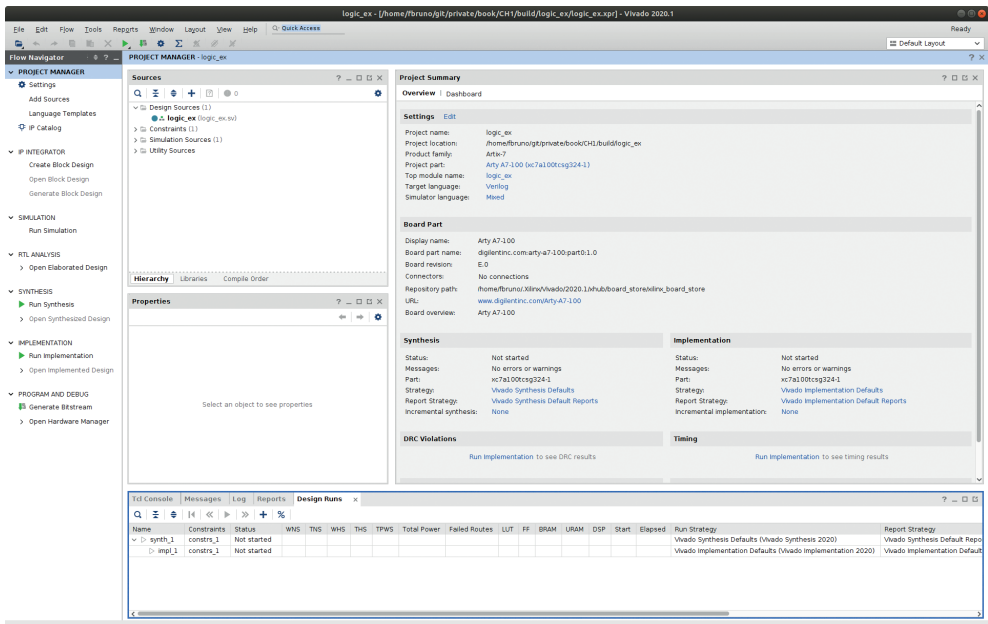 logic_ex - [/home/fbruno/git/private/book/CH1/build/logic_ex/logic_ex.xpr] - Vivado 2020.1
File Edit Flow Tools Reports Window Layout View Help Quick Access Ready
Default Layout
Flow Navigator
PROJECT MANAGER
Settings
Add Sources
Language Templates
IP Catalog
IP INTEGRATOR
Create Block Design
Open Block Design
Generate Block Design
SIMULATION
Run Simulation
RTL ANALYSIS
Open Elaborated Design
SYNTHESIS
Run Synthesis
Open Synthesized Design
IMPLEMENTATION
Run Implementation
Open Implemented Design
PROGRAM AND DEBUG
Generate Bitstream
Open Hardware Manager
PROJECT MANAGER - logic_ex
Sources
0
Design Sources (1)
logic_ex (logic_ex.sv)
Constraints (1)
Simulation Sources (1)
Utility Sources
Hierarchy Libraries Compile Order
Properties
Select an object to see properties
Project Summary
Overview | Dashboard
Settings Edit
Project name: logic_ex
Project location: /home/fbruno/git/private/book/CH1/build/logic_ex
Product family: Artix-7
Project part: Arty A7-100 (xc7a100tcsg324-1)
Top module name: logic_ex
Target language: Verilog
Simulator language: Mixed
Board Part
Display name: Arty A7-100
Board part name: digilentinc.com:arty-a7-100:part0:1.0
Board revision: E.0
Connectors: No connections
Repository path: /home/fbruno/.Xilinx/Vivado/2020.1/xhub/board_store/xilinx_board_store
URL: www.digilentinc.com/Arty-A7-100
Board overview: Arty A7-100
Synthesis
Status: Not started
Messages: No errors or warnings
Part: xc7a100tcsg324-1
Strategy: Vivado Synthesis Defaults
Report Strategy: Vivado Synthesis Default Reports
Incremental synthesis: None
Implementation
Status: Not started
Messages: No errors or warnings
Part: xc7a100tcsg324-1
Strategy: Vivado Implementation Defaults
Report Strategy: Vivado Implementation Default Reports
Incremental implementation: None
DRC Violations
Run Implementation to see DRC results
Timing
Run Implementation to see timing results
Tcl Console Messages Log Reports Design Runs
Name Constraints Status WNS TNS WHS THS TPWS Total Power Failed Routes LUT FF BRAM URAM DSP Start Elapsed Run Strategy Report Strategy
synth_1 constrs_1 Not started Vivado Synthesis Defaults (Vivado Synthesis 2020) Vivado Synthesis Default Repo
impl_1 constrs_1 Not started Vivado Implementation Defaults (Vivado Implementation 2020) Vivado Implementation Default